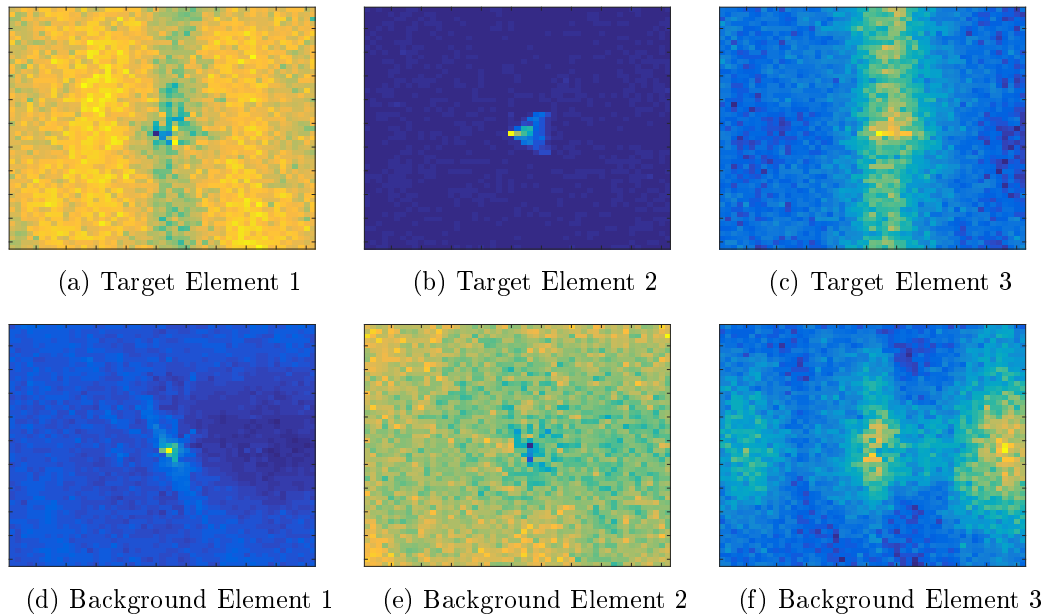 (a) Target Element 1
(b) Target Element 2
(c) Target Element 3
(d) Background Element 1
(e) Background Element 2
(f) Background Element 3